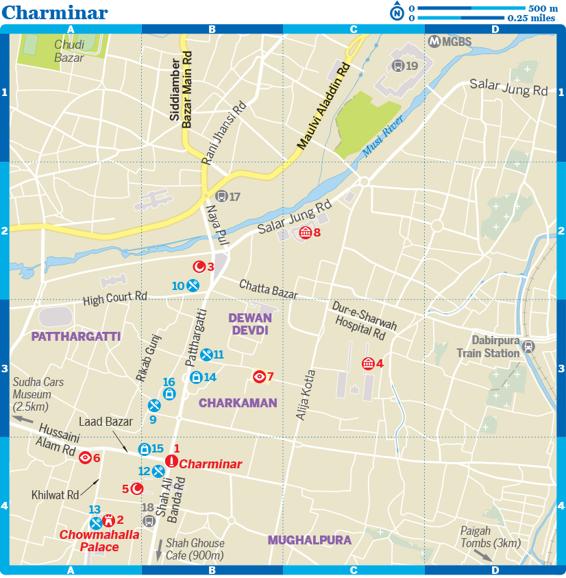 Charminar
N
0 500 m
0 0.25 miles
A B C D
Chudi
Bazar
Siddiamber
Bazar Main Rd
Rani Jhansi Rd
Maulvi Aladdin Rd
MGBS
19
Salar Jung Rd
1 1
Musi River
17
Naya Pul
Salar Jung Rd
8
2 2
3
10
Chatta Bazar
High Court Rd
DEWAN
DEVDI
Dur-e-Sharwah
Hospital Rd
PATTHARGATTI
Patthargatti
Rikab Gunj
Dabirpura
Train Station
11
4
3 3
14
7
16
Alija Kotla
Sudha Cars
Museum
(2.5km)
9
CHARKAMAN
Laad Bazar
Hussaini
Alam Rd
15
1
Charminar
6
12
5
Khilwat Rd
Shah Ali
Banda Rd
4 4
13
2
18
Chowmahalla
Palace
Shah Ghouse
Cafe (900m)
MUGHALPURA
Paigah
Tombs (3km)
A B C D